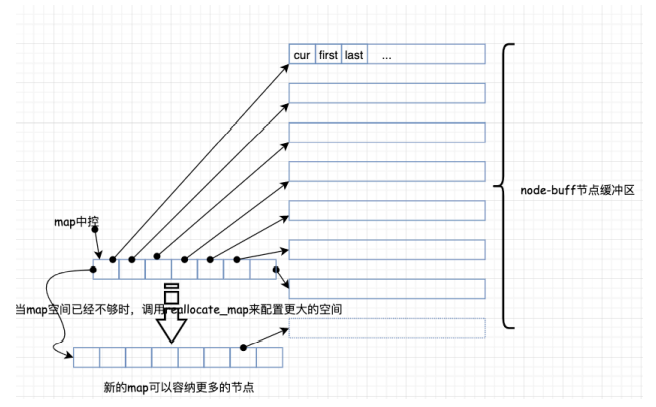 cur first last ...
node-buff节点缓冲区
map中控
当map空间已经不够时，调用reallocate_map来配置更大的空间
新的map可以容纳更多的节点